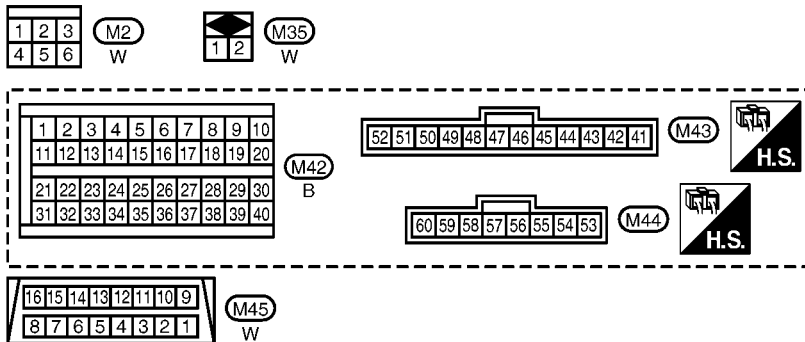 1 2 3
4 5 6
M2
W
1 2
M35
W
1 2 3 4 5 6 7 8 9 10
11 12 13 14 15 16 17 18 19 20
21 22 23 24 25 26 27 28 29 30
31 32 33 34 35 36 37 38 39 40
M42
B
52 51 50 49 48 47 46 45 44 43 42 41
M43
H.S.
60 59 58 57 56 55 54 53
M44
H.S.
16 15 14 13 12 11 10 9
8 7 6 5 4 3 2 1
M45
W